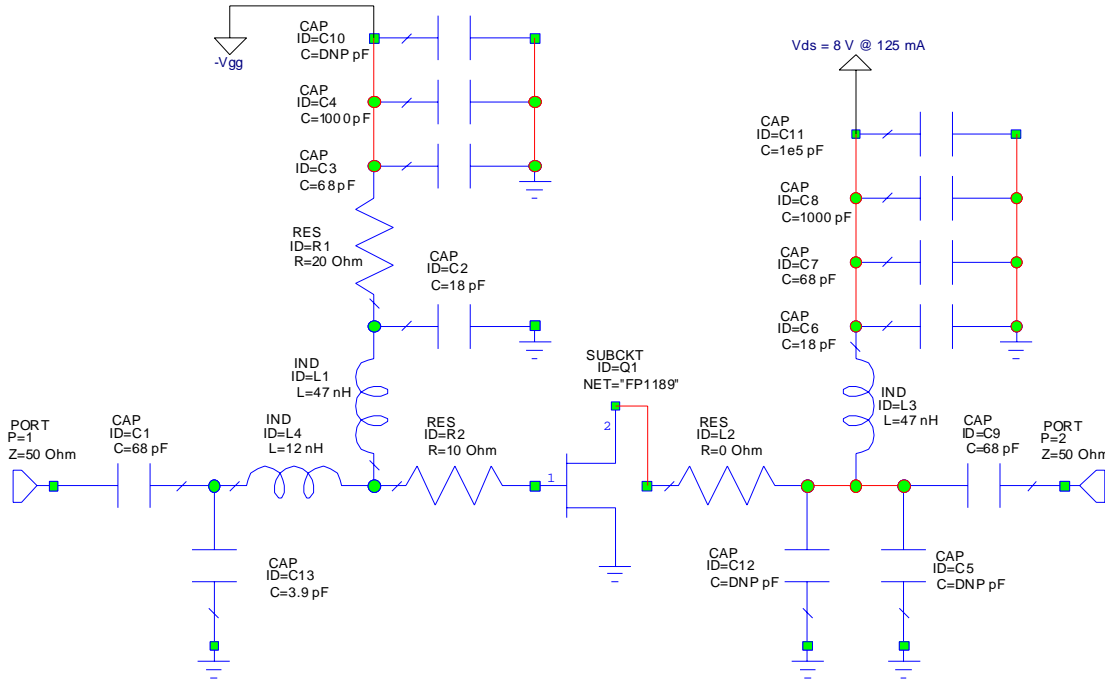 CAP
ID=C10
C=DNP pF
-Vgg
CAP
ID=C4
C=1000 pF
CAP
ID=C3
C=68 pF
RES
ID=R1
R=20 Ohm
CAP
ID=C2
C=18 pF
IND
ID=L1
L=47 nH
PORT
P=1
Z=50 Ohm
CAP
ID=C1
C=68 pF
IND
ID=L4
L=12 nH
RES
ID=R2
R=10 Ohm
CAP
ID=C13
C=3.9 pF
SUBCKT
ID=Q1
NET="FP1189"
2
1
RES
ID=L2
R=0 Ohm
Vds = 8 V @ 125 mA
CAP
ID=C11
C=1e5 pF
CAP
ID=C8
C=1000 pF
CAP
ID=C7
C=68 pF
CAP
ID=C6
C=18 pF
IND
ID=L3
L=47 nH
CAP
ID=C9
C=68 pF
PORT
P=2
Z=50 Ohm
CAP
ID=C12
C=DNP pF
CAP
ID=C5
C=DNP pF